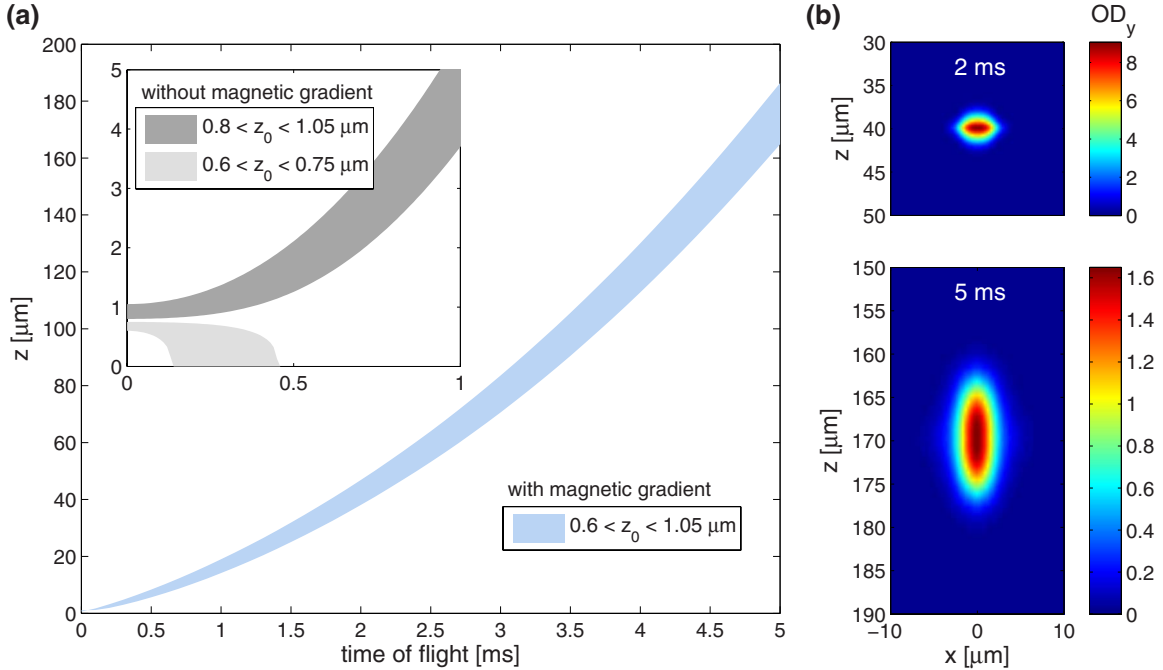 (a)
200
180
160
140
120
100
80
60
40
20
0
z [μm]
0 0.5 1 1.5 2 2.5 3 3.5 4 4.5 5
time of flight [ms]
5
4
3
2
1
0
0 0.5 1
without magnetic gradient
0.8 < z_0 < 1.05 μm
0.6 < z_0 < 0.75 μm
with magnetic gradient
0.6 < z_0 < 1.05 μm
(b)
OD_y
30
35
40
45
50
z [μm]
2 ms
8
6
4
2
0
150
155
160
165
170
175
180
185
190
z [μm]
5 ms
1.6
1.4
1.2
1
0.8
0.6
0.4
0.2
0
−10 0 10
x [μm]